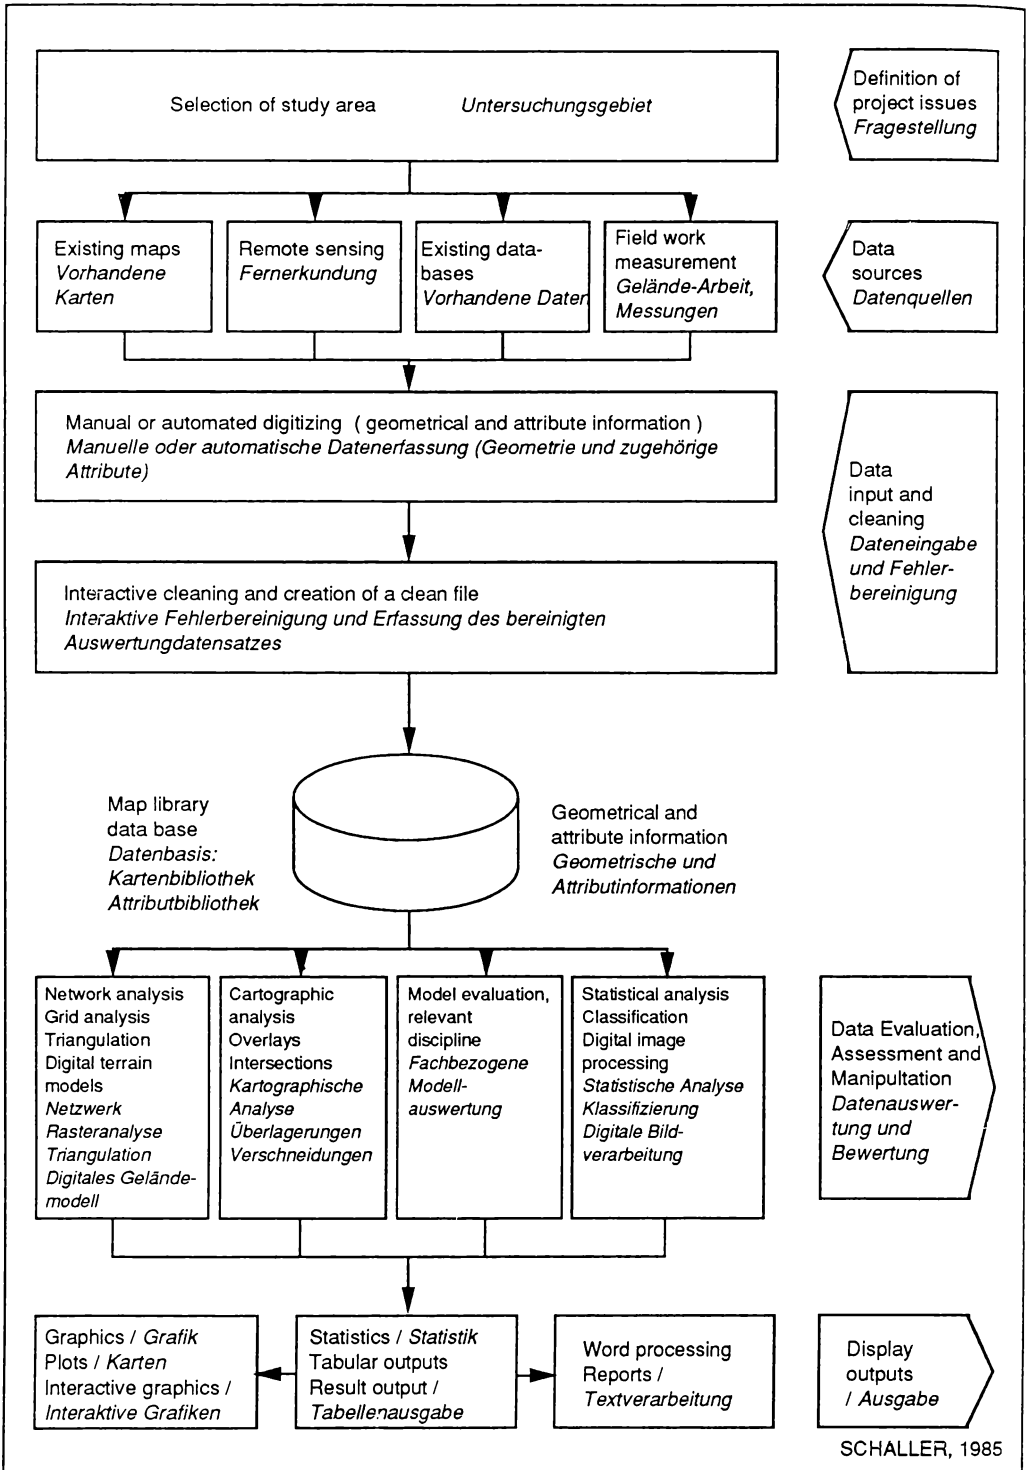 Selection of study area Untersuchungsgebiet
Definition of
project issues
Fragestellung
Existing maps
Vorhandene
Karten
Remote sensing
Fernerkundung
Existing data-
bases
Vorhandene Daten
Field work
measurement
Gelände-Arbeit,
Messungen
Data
sources
Datenquellen
Manual or automated digitizing ( geometrical and attribute information )
Manuelle oder automatische Datenerfassung (Geometrie und zugehörige
Attribute)
Interactive cleaning and creation of a clean file
Interaktive Fehlerbereinigung und Erfassung des bereinigten
Auswertungdatensatzes
Data
input and
cleaning
Dateneingabe
und Fehler-
bereinigung
Map library
data base
Datenbasis:
Kartenbibliothek
Attributbibliothek
Geometrical and
attribute information
Geometrische und
Attributinformationen
Network analysis
Grid analysis
Triangulation
Digital terrain
models
Netzwerk
Rasteranalyse
Triangulation
Digitales Gelände-
modell
Cartographic
analysis
Overlays
Intersections
Kartographische
Analyse
Überlagerungen
Verschneidungen
Model evaluation,
relevant
discipline
Fachbezogene
Modell-
auswertung
Statistical analysis
Classification
Digital image
processing
Statistische Analyse
Klassifizierung
Digitale Bild-
verarbeitung
Data Evaluation,
Assessment and
Manipultation
Datenauswer-
tung und
Bewertung
Graphics / Grafik
Plots / Karten
Interactive graphics /
Interaktive Grafiken
Statistics / Statistik
Tabular outputs
Result output /
Tabellenausgabe
Word processing
Reports /
Textverarbeitung
Display
outputs
/ Ausgabe
SCHALLER, 1985